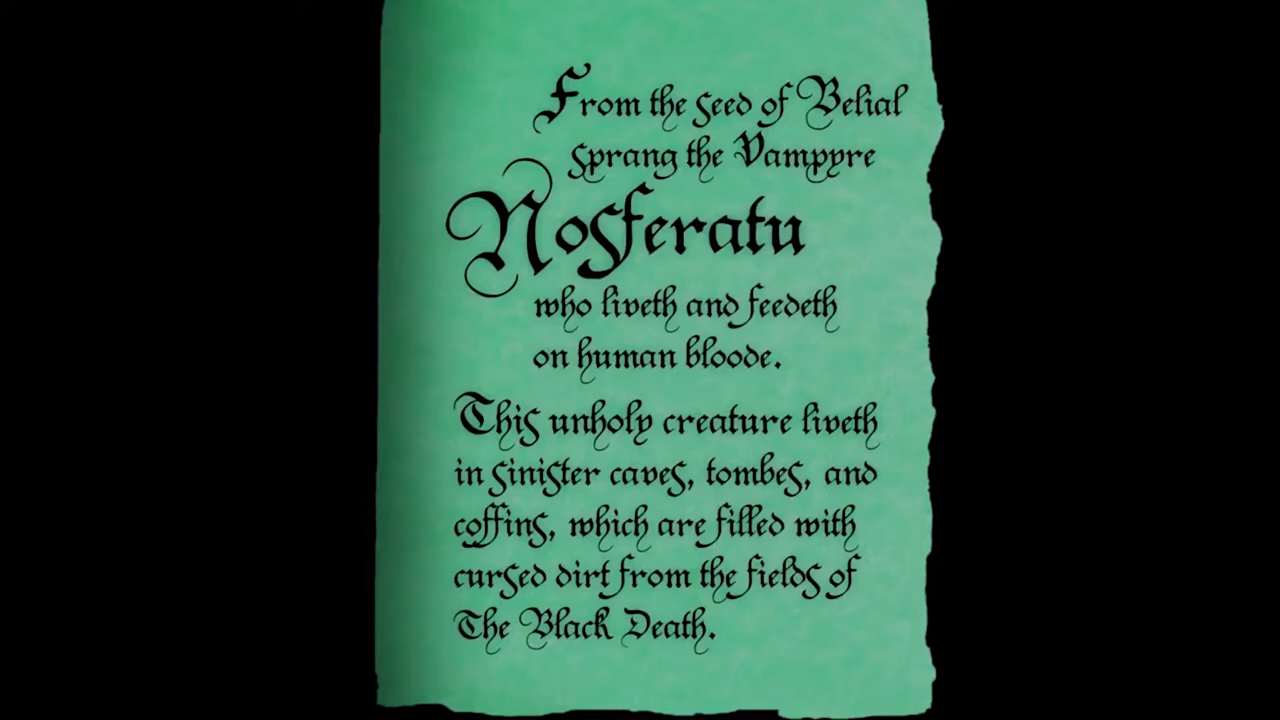 From the seed of Belial
sprang the Vampyre
Nosferatu
who liveth and feedeth
on human bloode.
This unholy creature liveth
in sinister caves, tombes, and
coffins, which are filled with
cursed dirt from the fields of
The Black Death.